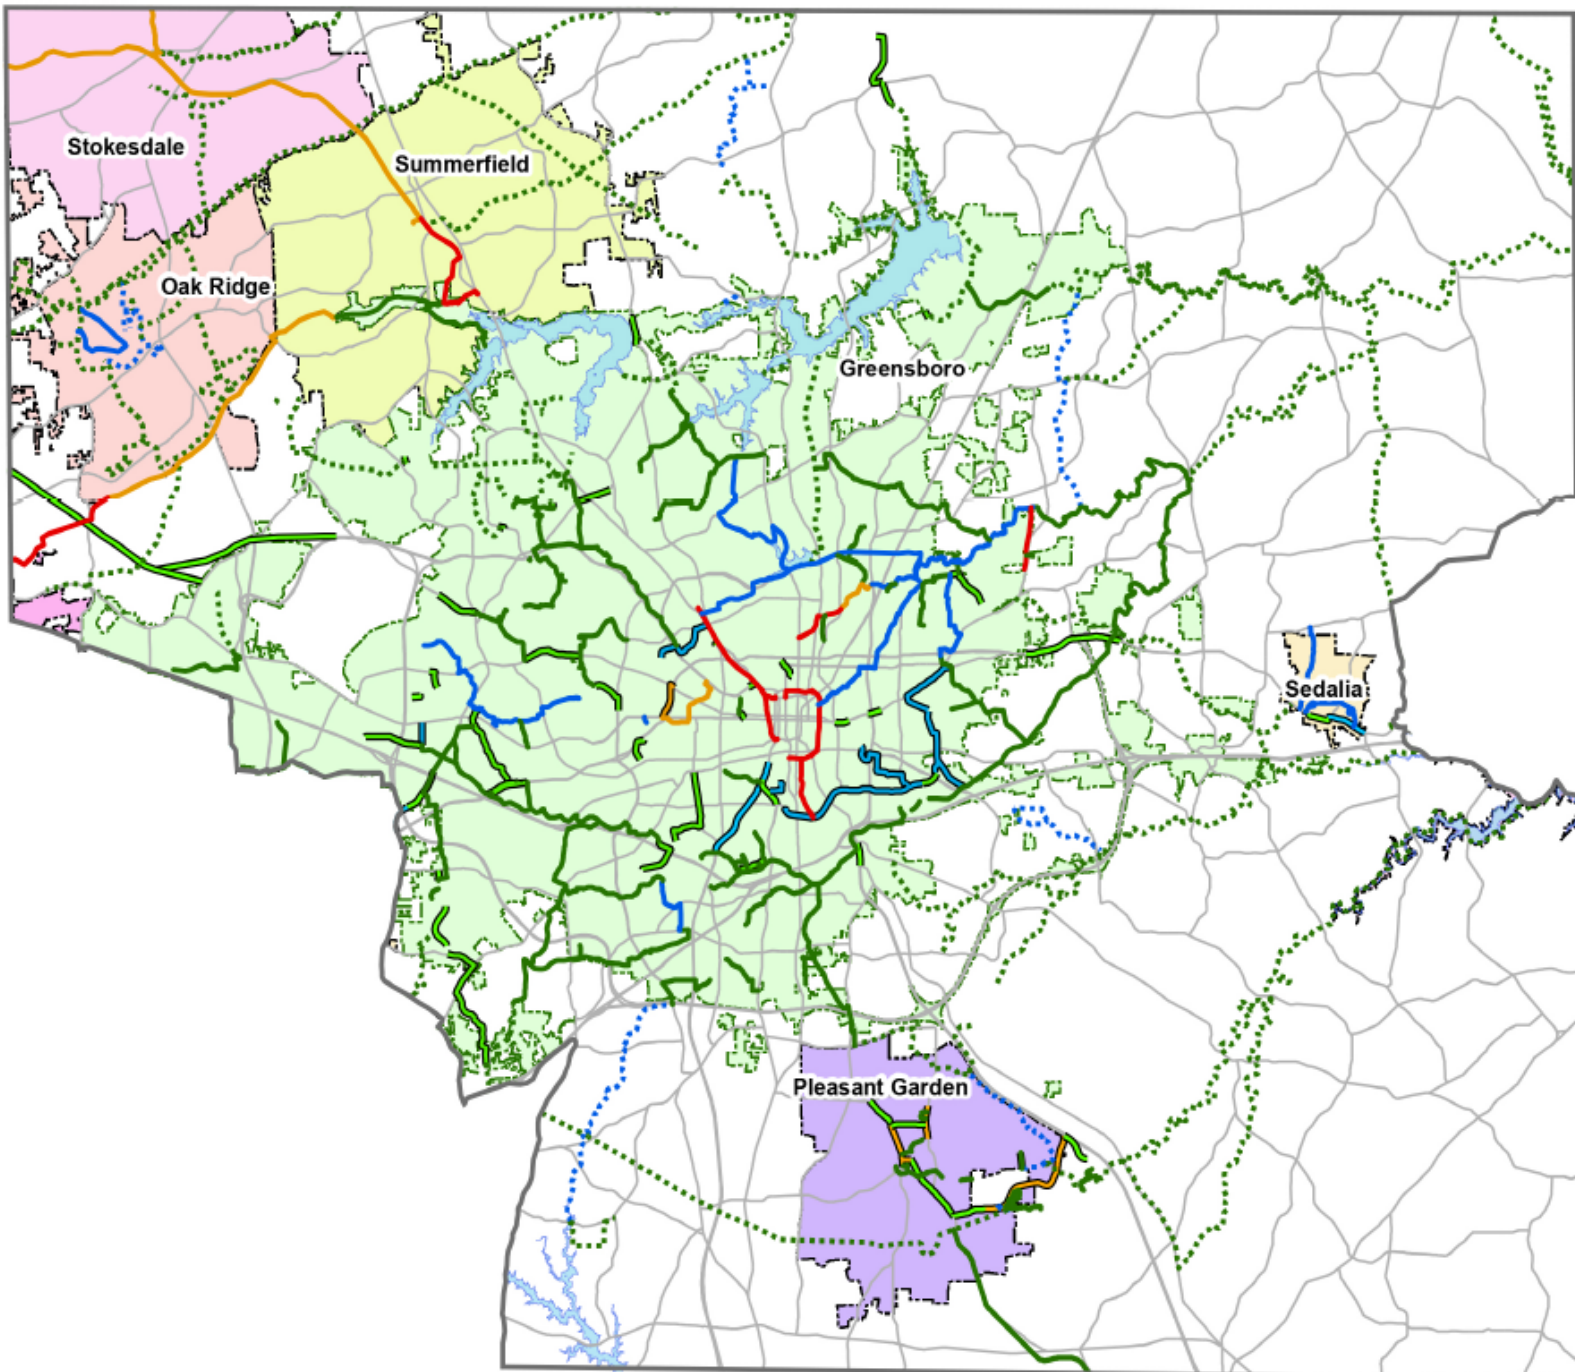 Stokesdale
Summerfield
Oak Ridge
Greensboro
Sedalia
Pleasant Garden